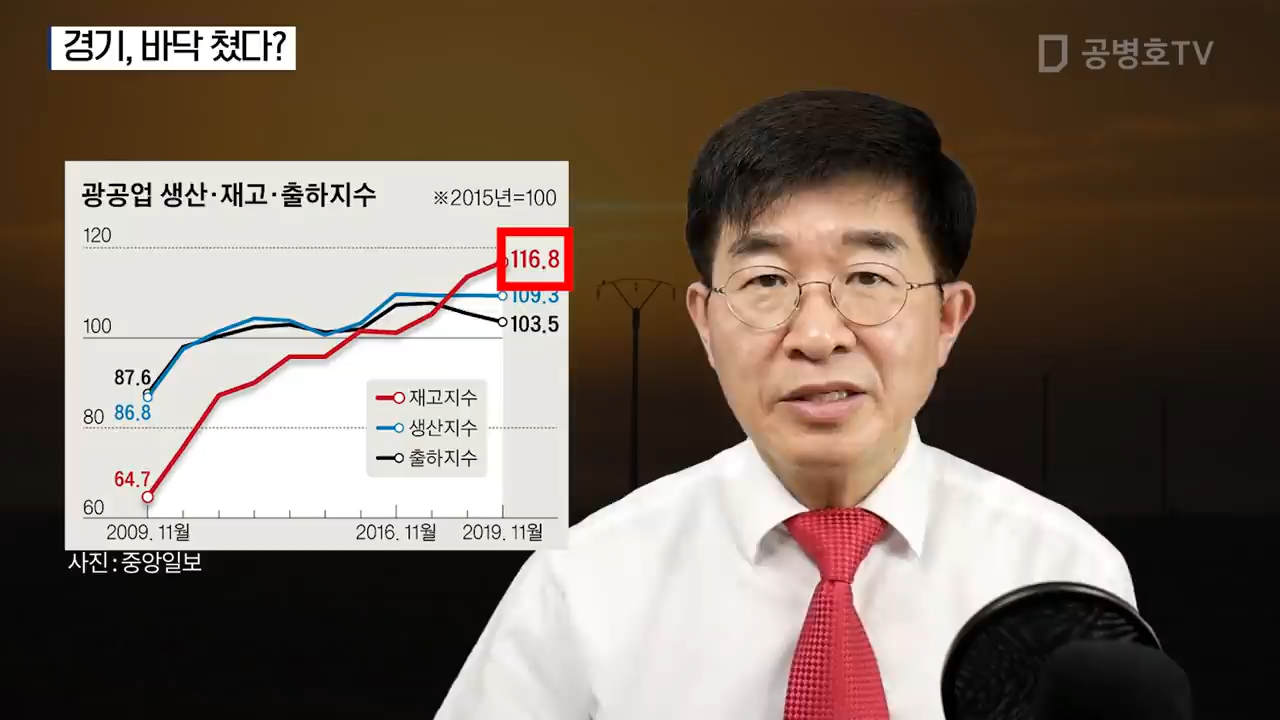 경기, 바닥 쳤다?
공병호TV
광공업 생산·재고·출하지수
※2015년=100
120
116.8
109.3
100
103.5
87.6
86.8
80
재고지수
생산지수
출하지수
64.7
60
2009. 11월
2016. 11월
2019. 11월
사진 : 중앙일보